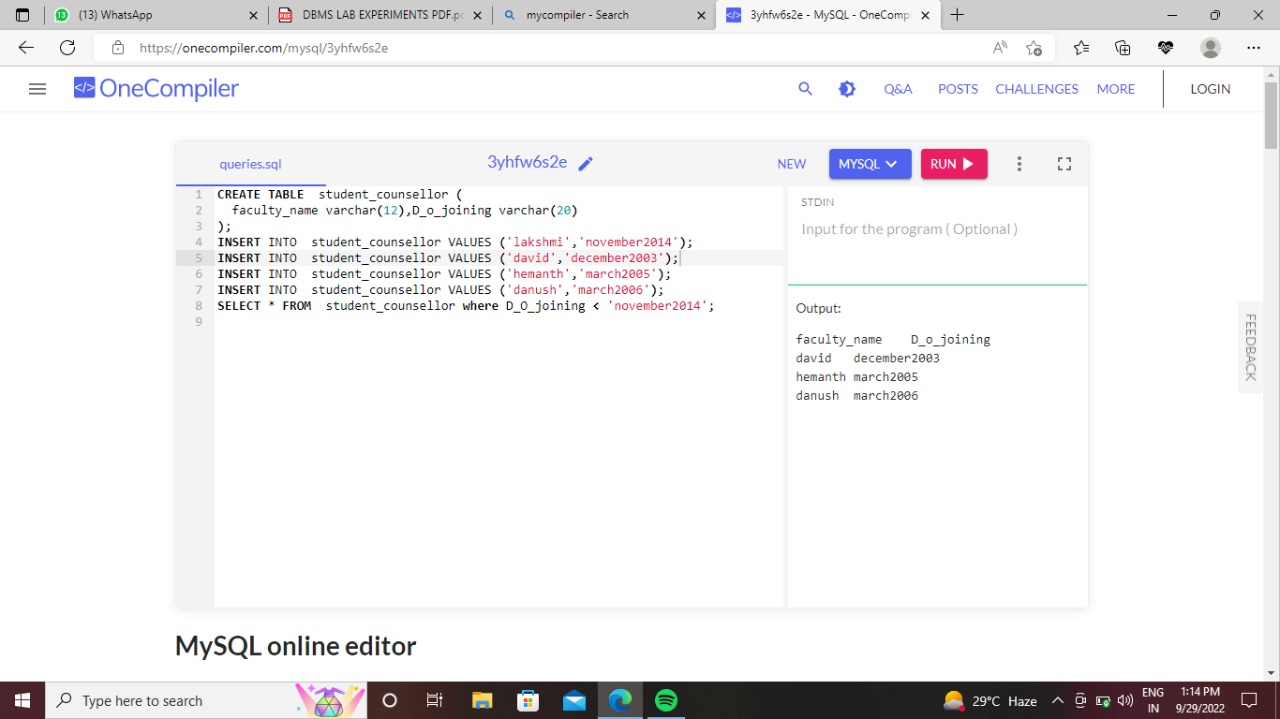 (13) WhatsApp
DBMS LAB EXPERIMENTS PDF.pc
mycompiler - Search
3yhfw6s2e - MySQL - OneCompi
https://onecompiler.com/mysql/3yhfw6s2e
OneCompiler
Q&A
POSTS
CHALLENGES
MORE
LOGIN
queries.sql
3yhfw6s2e
NEW
MYSQL
RUN
1 CREATE TABLE  student_counsellor (
2   faculty_name varchar(12),D_o_joining varchar(20)
3 );
4 INSERT INTO  student_counsellor VALUES ('lakshmi','november2014');
5 INSERT INTO  student_counsellor VALUES ('david','december2003');
6 INSERT INTO  student_counsellor VALUES ('hemanth','march2005');
7 INSERT INTO  student_counsellor VALUES ('danush','march2006');
8 SELECT * FROM  student_counsellor where D_O_joining < 'november2014';
9
STDIN
Input for the program ( Optional )
Output:
faculty_name    D_o_joining
david   december2003
hemanth march2005
danush  march2006
FEEDBACK
MySQL online editor
Type here to search
29°C Haze
ENG
IN
1:14 PM
9/29/2022